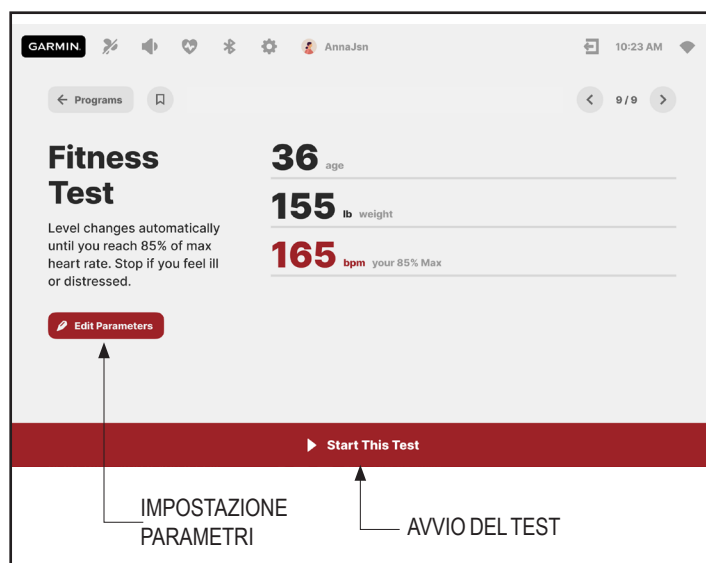 GARMIN. AnnaJsn 10:23 AM
Programs 9 / 9
Fitness
Test
Level changes automatically
until you reach 85% of max
heart rate. Stop if you feel ill
or distressed.
Edit Parameters
36 age
155 lb weight
165 bpm your 85% Max
Start This Test
IMPOSTAZIONE
PARAMETRI
AVVIO DEL TEST